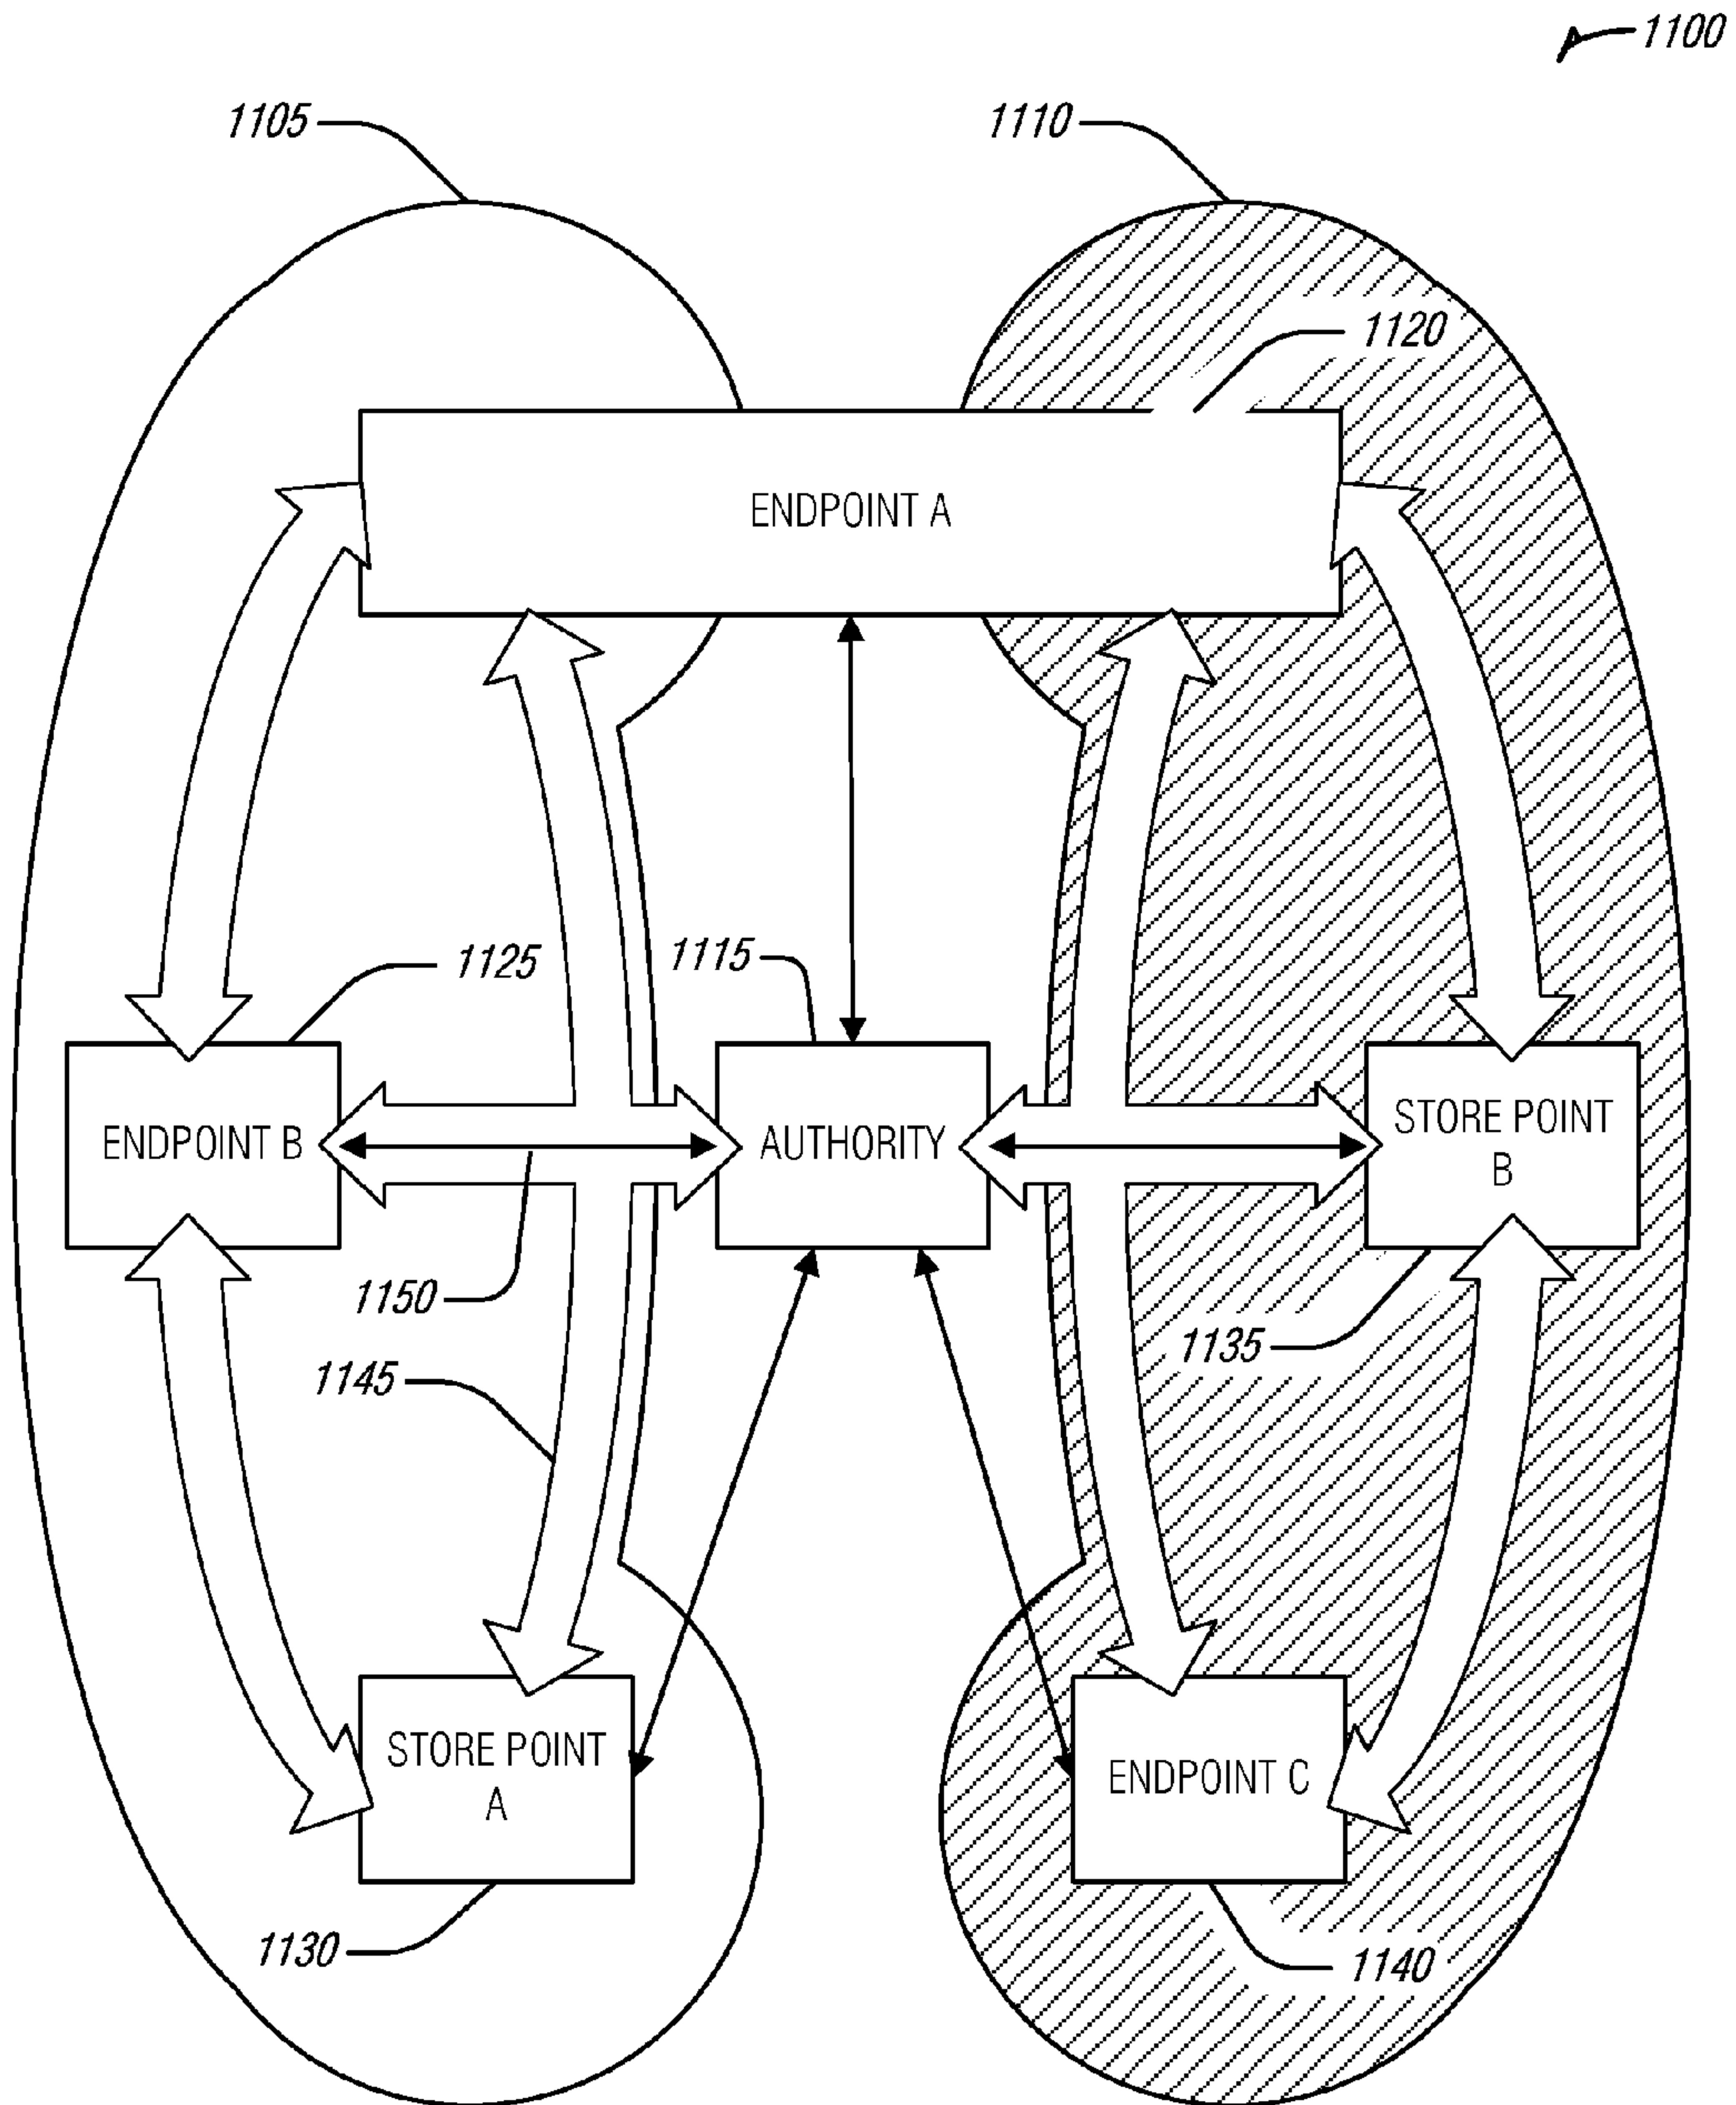 1100
1105
1110
1120
ENDPOINT A
1125
1115
ENDPOINT B
AUTHORITY
STORE POINT
B
1150
1135
1145
STORE POINT
A
ENDPOINT C
1130
1140